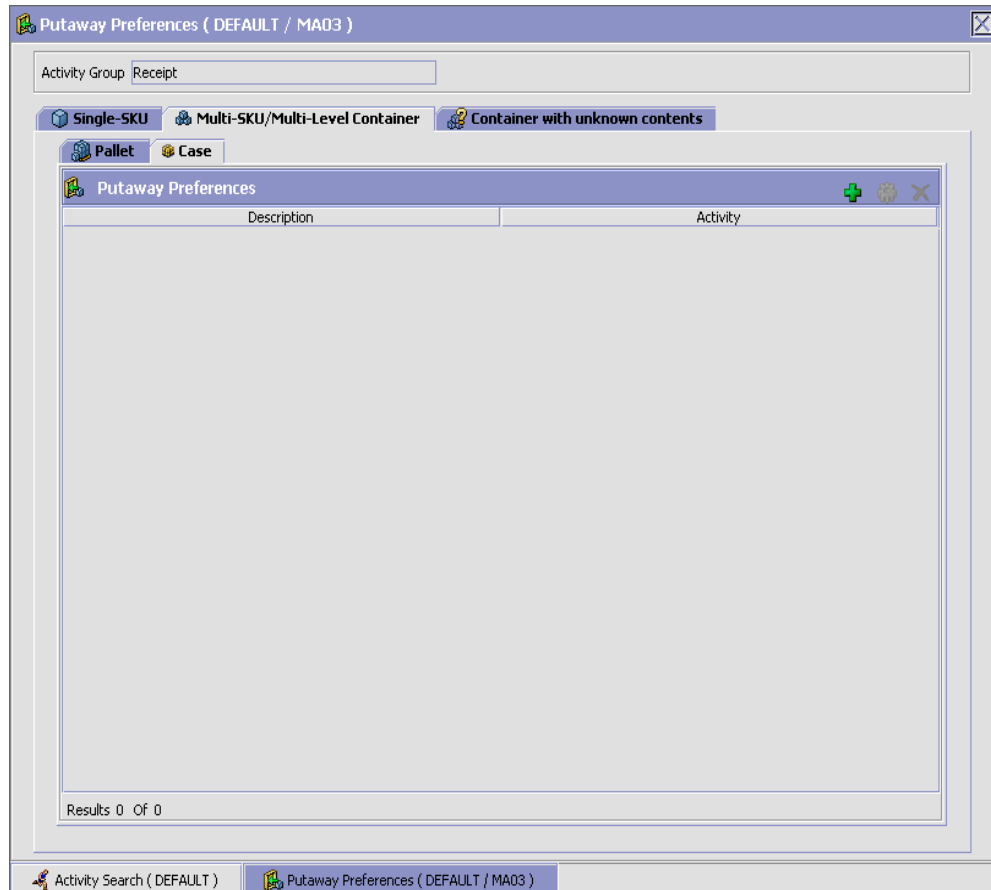 Putaway Preferences ( DEFAULT / MA03 )
Activity Group Receipt
Single-SKU Multi-SKU/Multi-Level Container Container with unknown contents
Pallet Case
Putaway Preferences
Description Activity
Results 0 Of 0
Activity Search ( DEFAULT ) Putaway Preferences ( DEFAULT / MA03 )